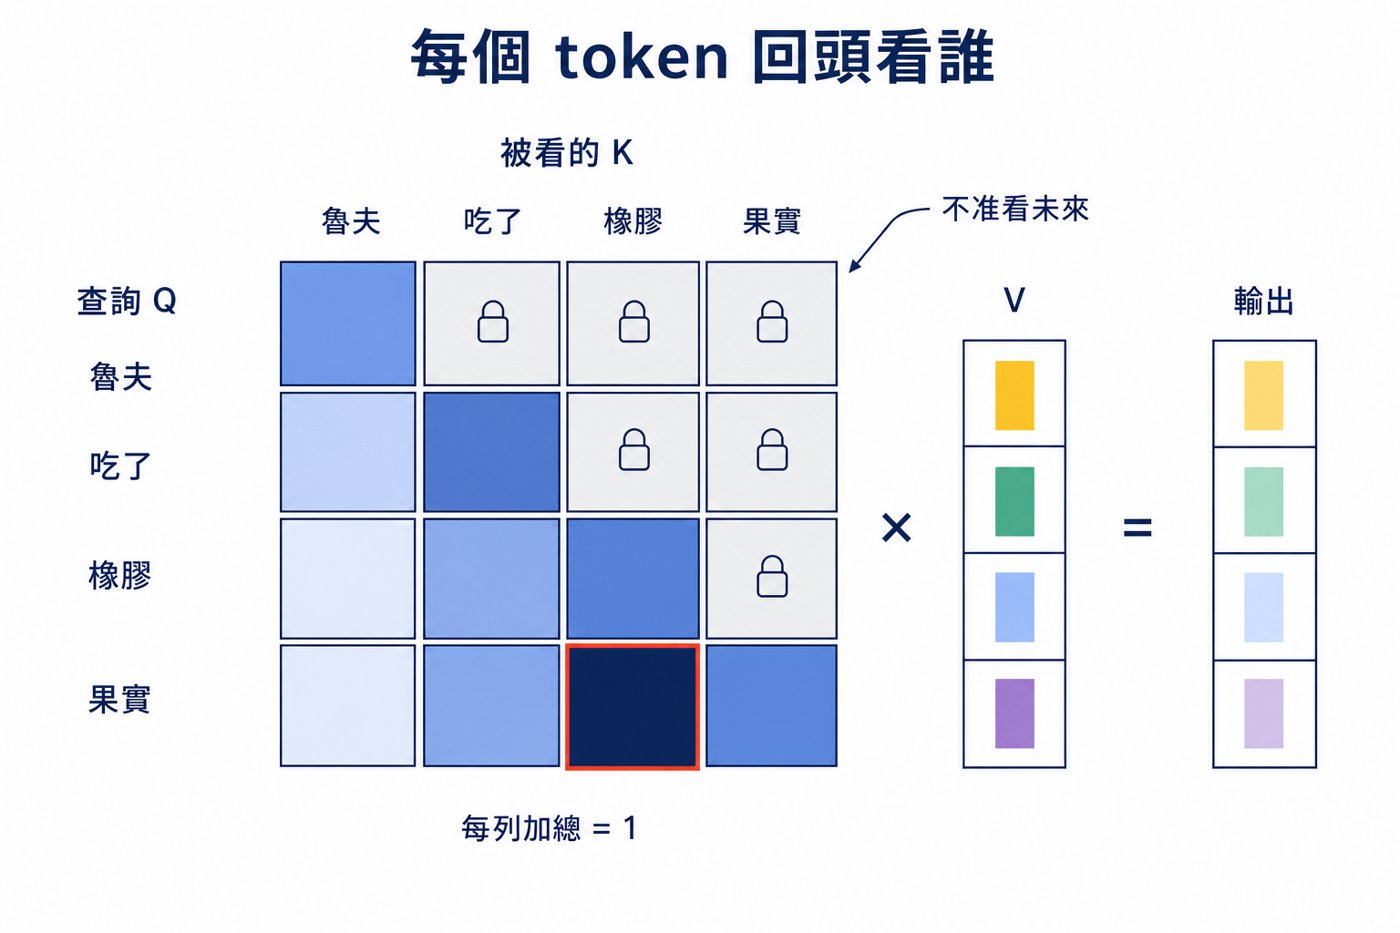 每個 token 回頭看誰
被看的 K
魯夫 吃了 橡膠 果實
不准看未來
查詢 Q
魯夫
吃了
橡膠
果實
×
V
=
輸出
每列加總 = 1